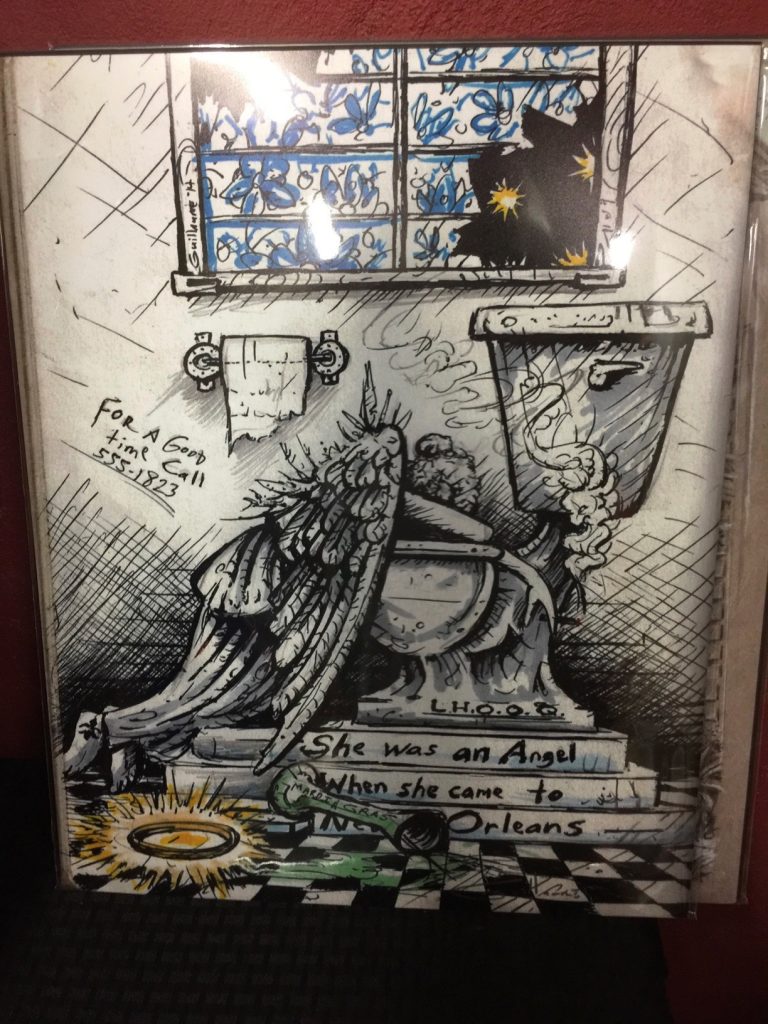 Guillaume '14
FOR A GOOD
time Call
555-1823
L.H.O.O.Q.
She was an Angel
When she came to
MARDI GRAS
New Orleans